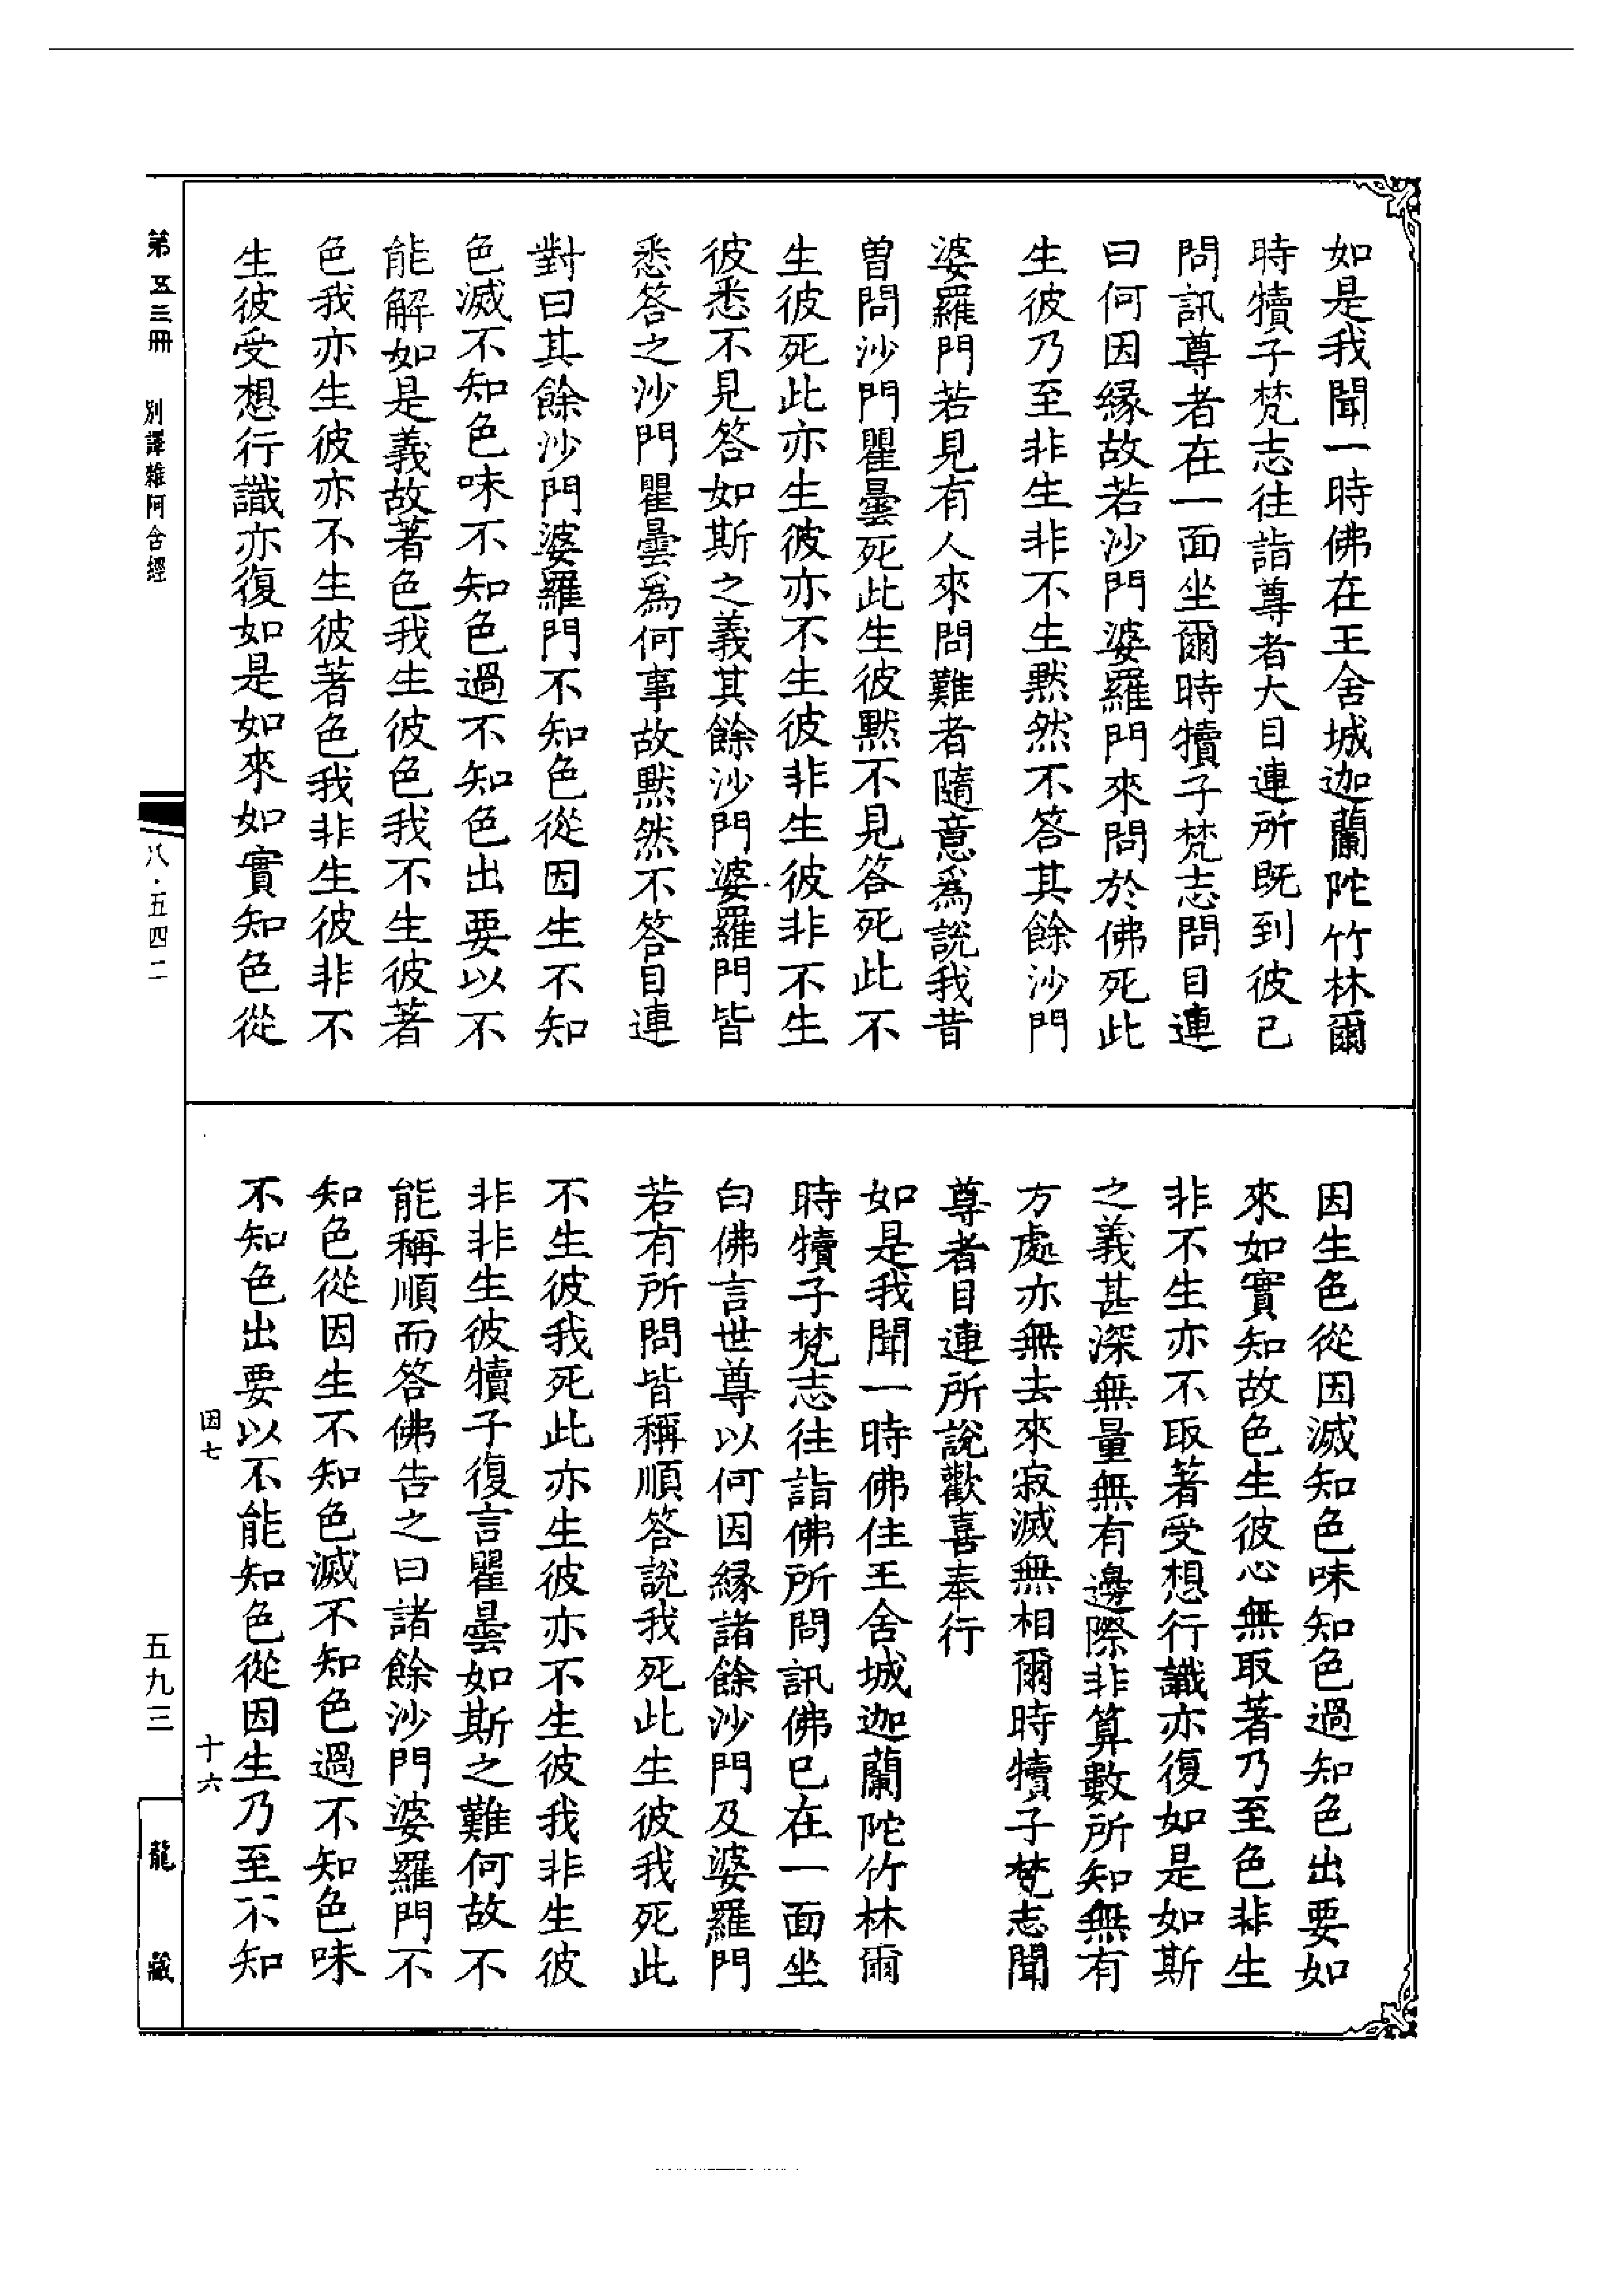 如是我聞一時佛在王舍城迦蘭陀竹林爾
時犢子梵志往詣尊者大目連所既到彼已
問訊尊者在一面坐爾時犢子梵志問目連
曰何因緣故若沙門婆羅門來問於佛死此
生彼乃至非生非不生黙然不答其餘沙門
婆羅門若見有人來問難者隨意爲說我昔
曽問沙門瞿曇死此生彼黙不見答死此不
生彼死此亦生彼亦不生彼非生彼非不生
彼悉不見答如斯之義其餘沙門婆羅門皆
悉答之沙門瞿曇爲何事故黙然不答目連
對曰其餘沙門婆羅門不知色從因生不知
色滅不知色味不知色過不知色出要以不
能解如是義故著色我生彼色我不生彼著
色我亦生彼亦不生彼著色我非生彼非不
生彼受想行識亦復如是如來如實知色從
因生色從因滅知色味知色過知色出要如
來如實知故色生彼心無取著乃至色非生
非不生亦不取著受想行識亦復如是如斯
之義甚深無量無有邊際非算數所知無有
方處亦無去來寂滅無相爾時犢子梵志聞
尊者目連所說歡喜奉行
如是我聞一時佛住王舍城迦蘭陀竹林爾
時犢子梵志往詣佛所問訊佛已在一面坐
白佛言世尊以何因緣諸餘沙門及婆羅門
若有所問皆稱順答說我死此生彼我死此
不生彼我死此亦生彼亦不生彼我非生彼
非非生彼犢子復言瞿曇如斯之難何故不
能稱順而答佛告之曰諸餘沙門婆羅門不
知色從因生不知色滅不知色過不知色味
不知色出要以不能知色從因生乃至不知
因七
十六
第五三冊
別譯雜阿含經
八·五四二
五九三
龍藏